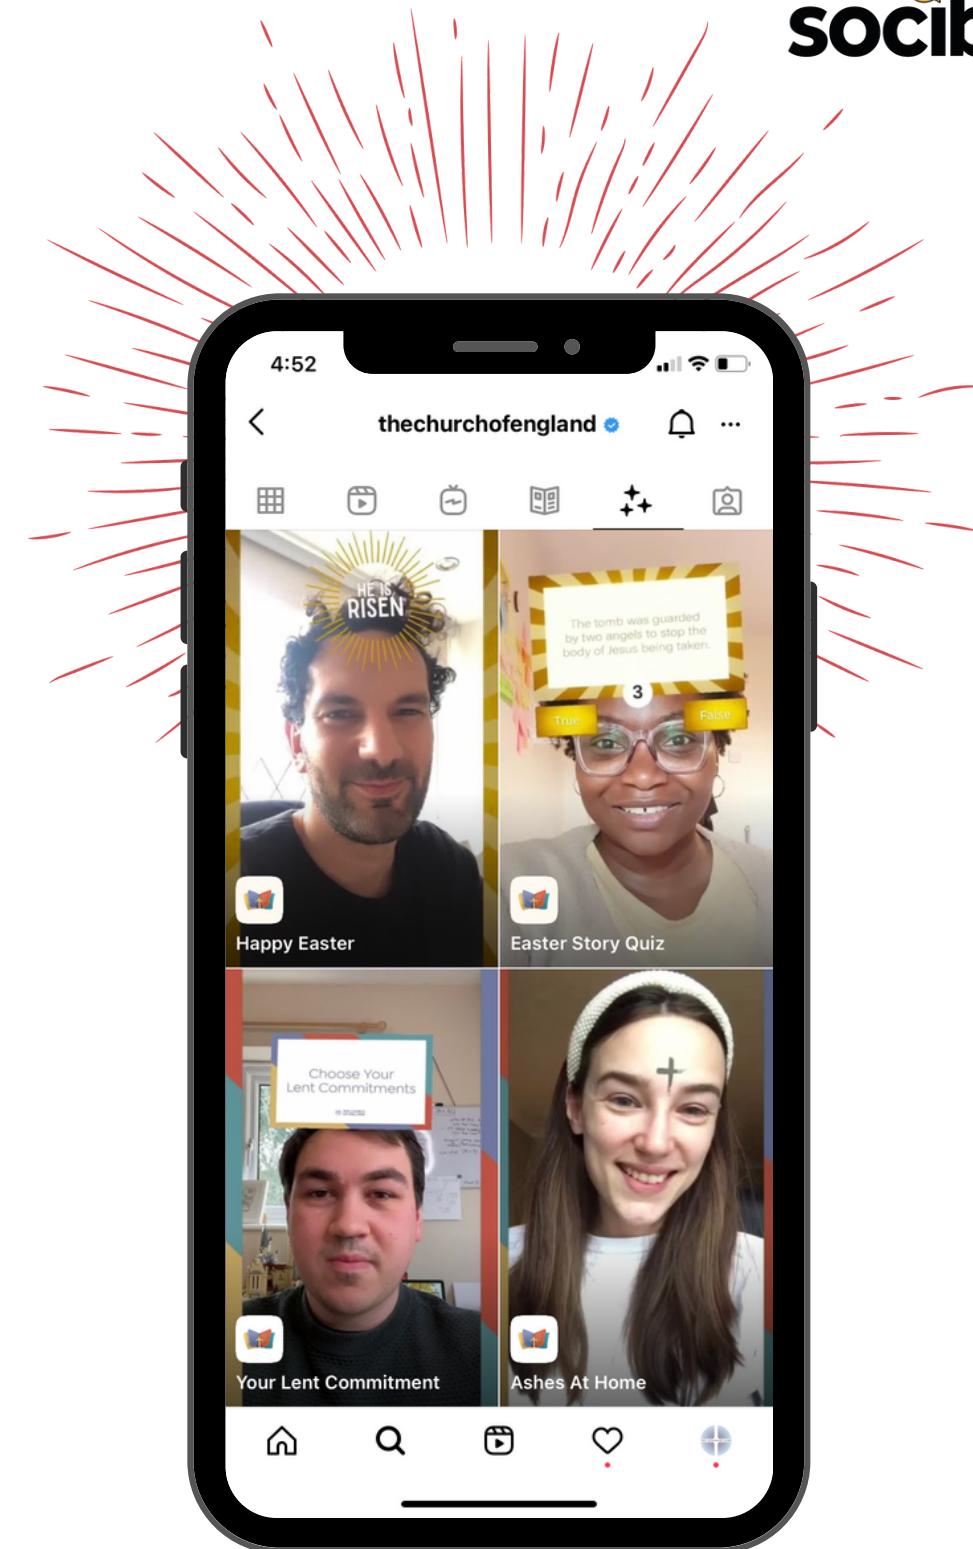 socib
4:52
thechurchofengland
HE IS
RISEN
Happy Easter
The tomb was guarded
by two angels to stop the
body of Jesus being taken.
3
True
False
Easter Story Quiz
Choose Your
Lent Commitments
Your Lent Commitment
Ashes At Home